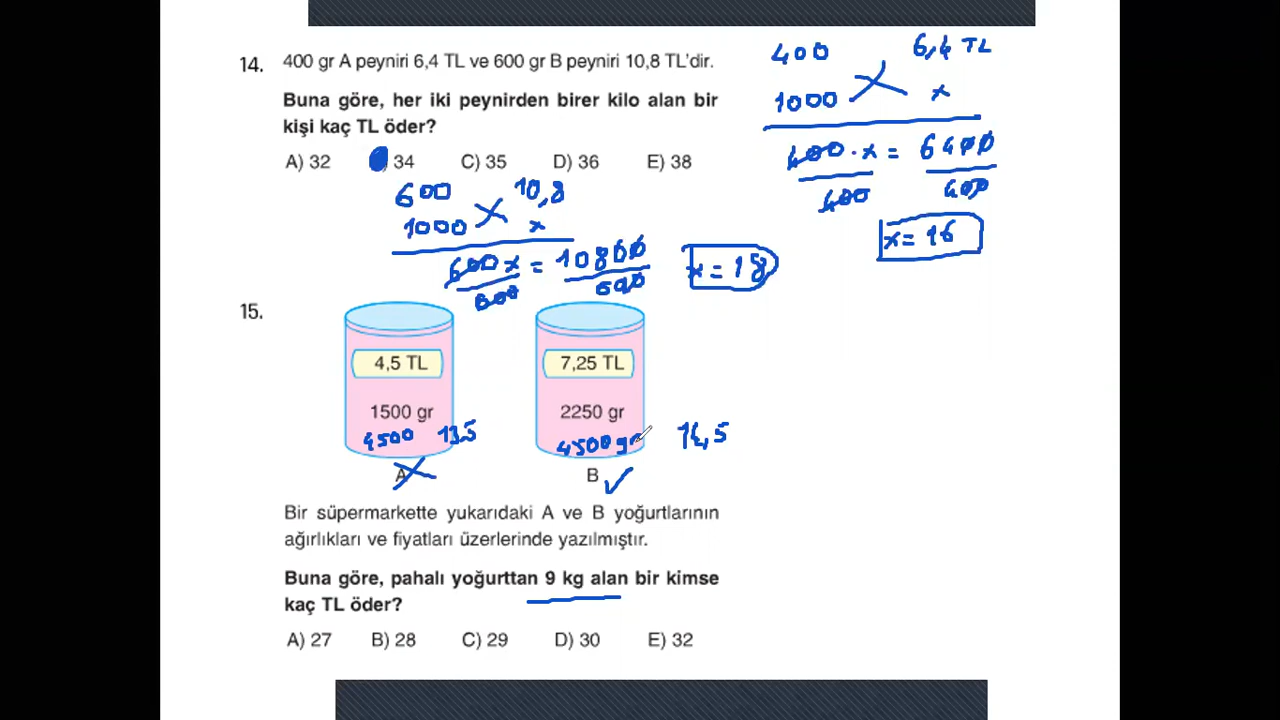 14. 400 gr A peyniri 6,4 TL ve 600 gr B peyniri 10,8 TL'dir.
Buna göre, her iki peynirden birer kilo alan bir
kişi kaç TL öder?
A) 32 ) 34 C) 35 D) 36 E) 38
400 6,4 TL
1000 x
400 · x = 6400
400 400
x = 16
600 10,8
1000 x
600 x = 10800
600 600
x = 18
15.
4,5 TL 7,25 TL
1500 gr 2250 gr
4500 13,5 4500 gr 14,5
A B
Bir süpermarkette yukarıdaki A ve B yoğurtlarının
ağırlıkları ve fiyatları üzerlerinde yazılmıştır.
Buna göre, pahalı yoğurttan 9 kg alan bir kimse
kaç TL öder?
A) 27 B) 28 C) 29 D) 30 E) 32